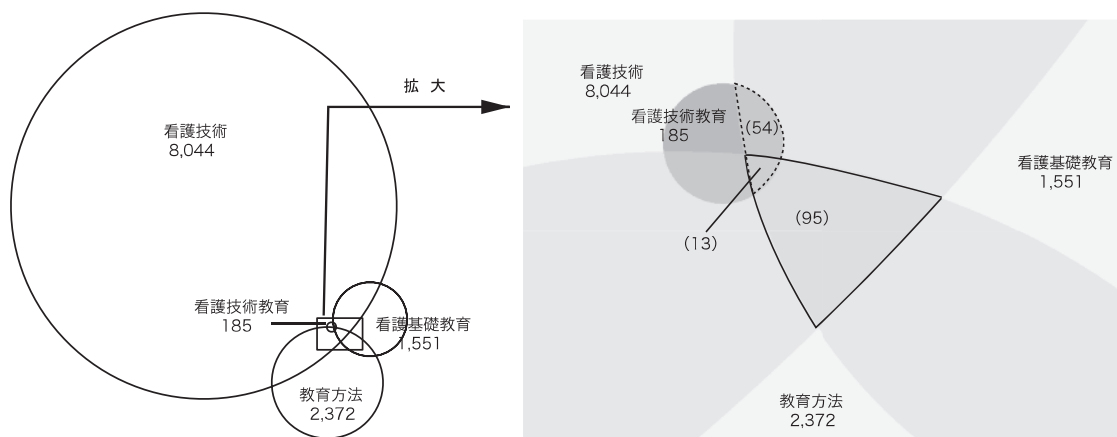 看護技術
8,044
拡 大
看護技術教育
185
看護基礎教育
1,551
教育方法
2,372
看護技術
8,044
看護技術教育
185
(54)
看護基礎教育
1,551
(95)
(13)
教育方法
2,372